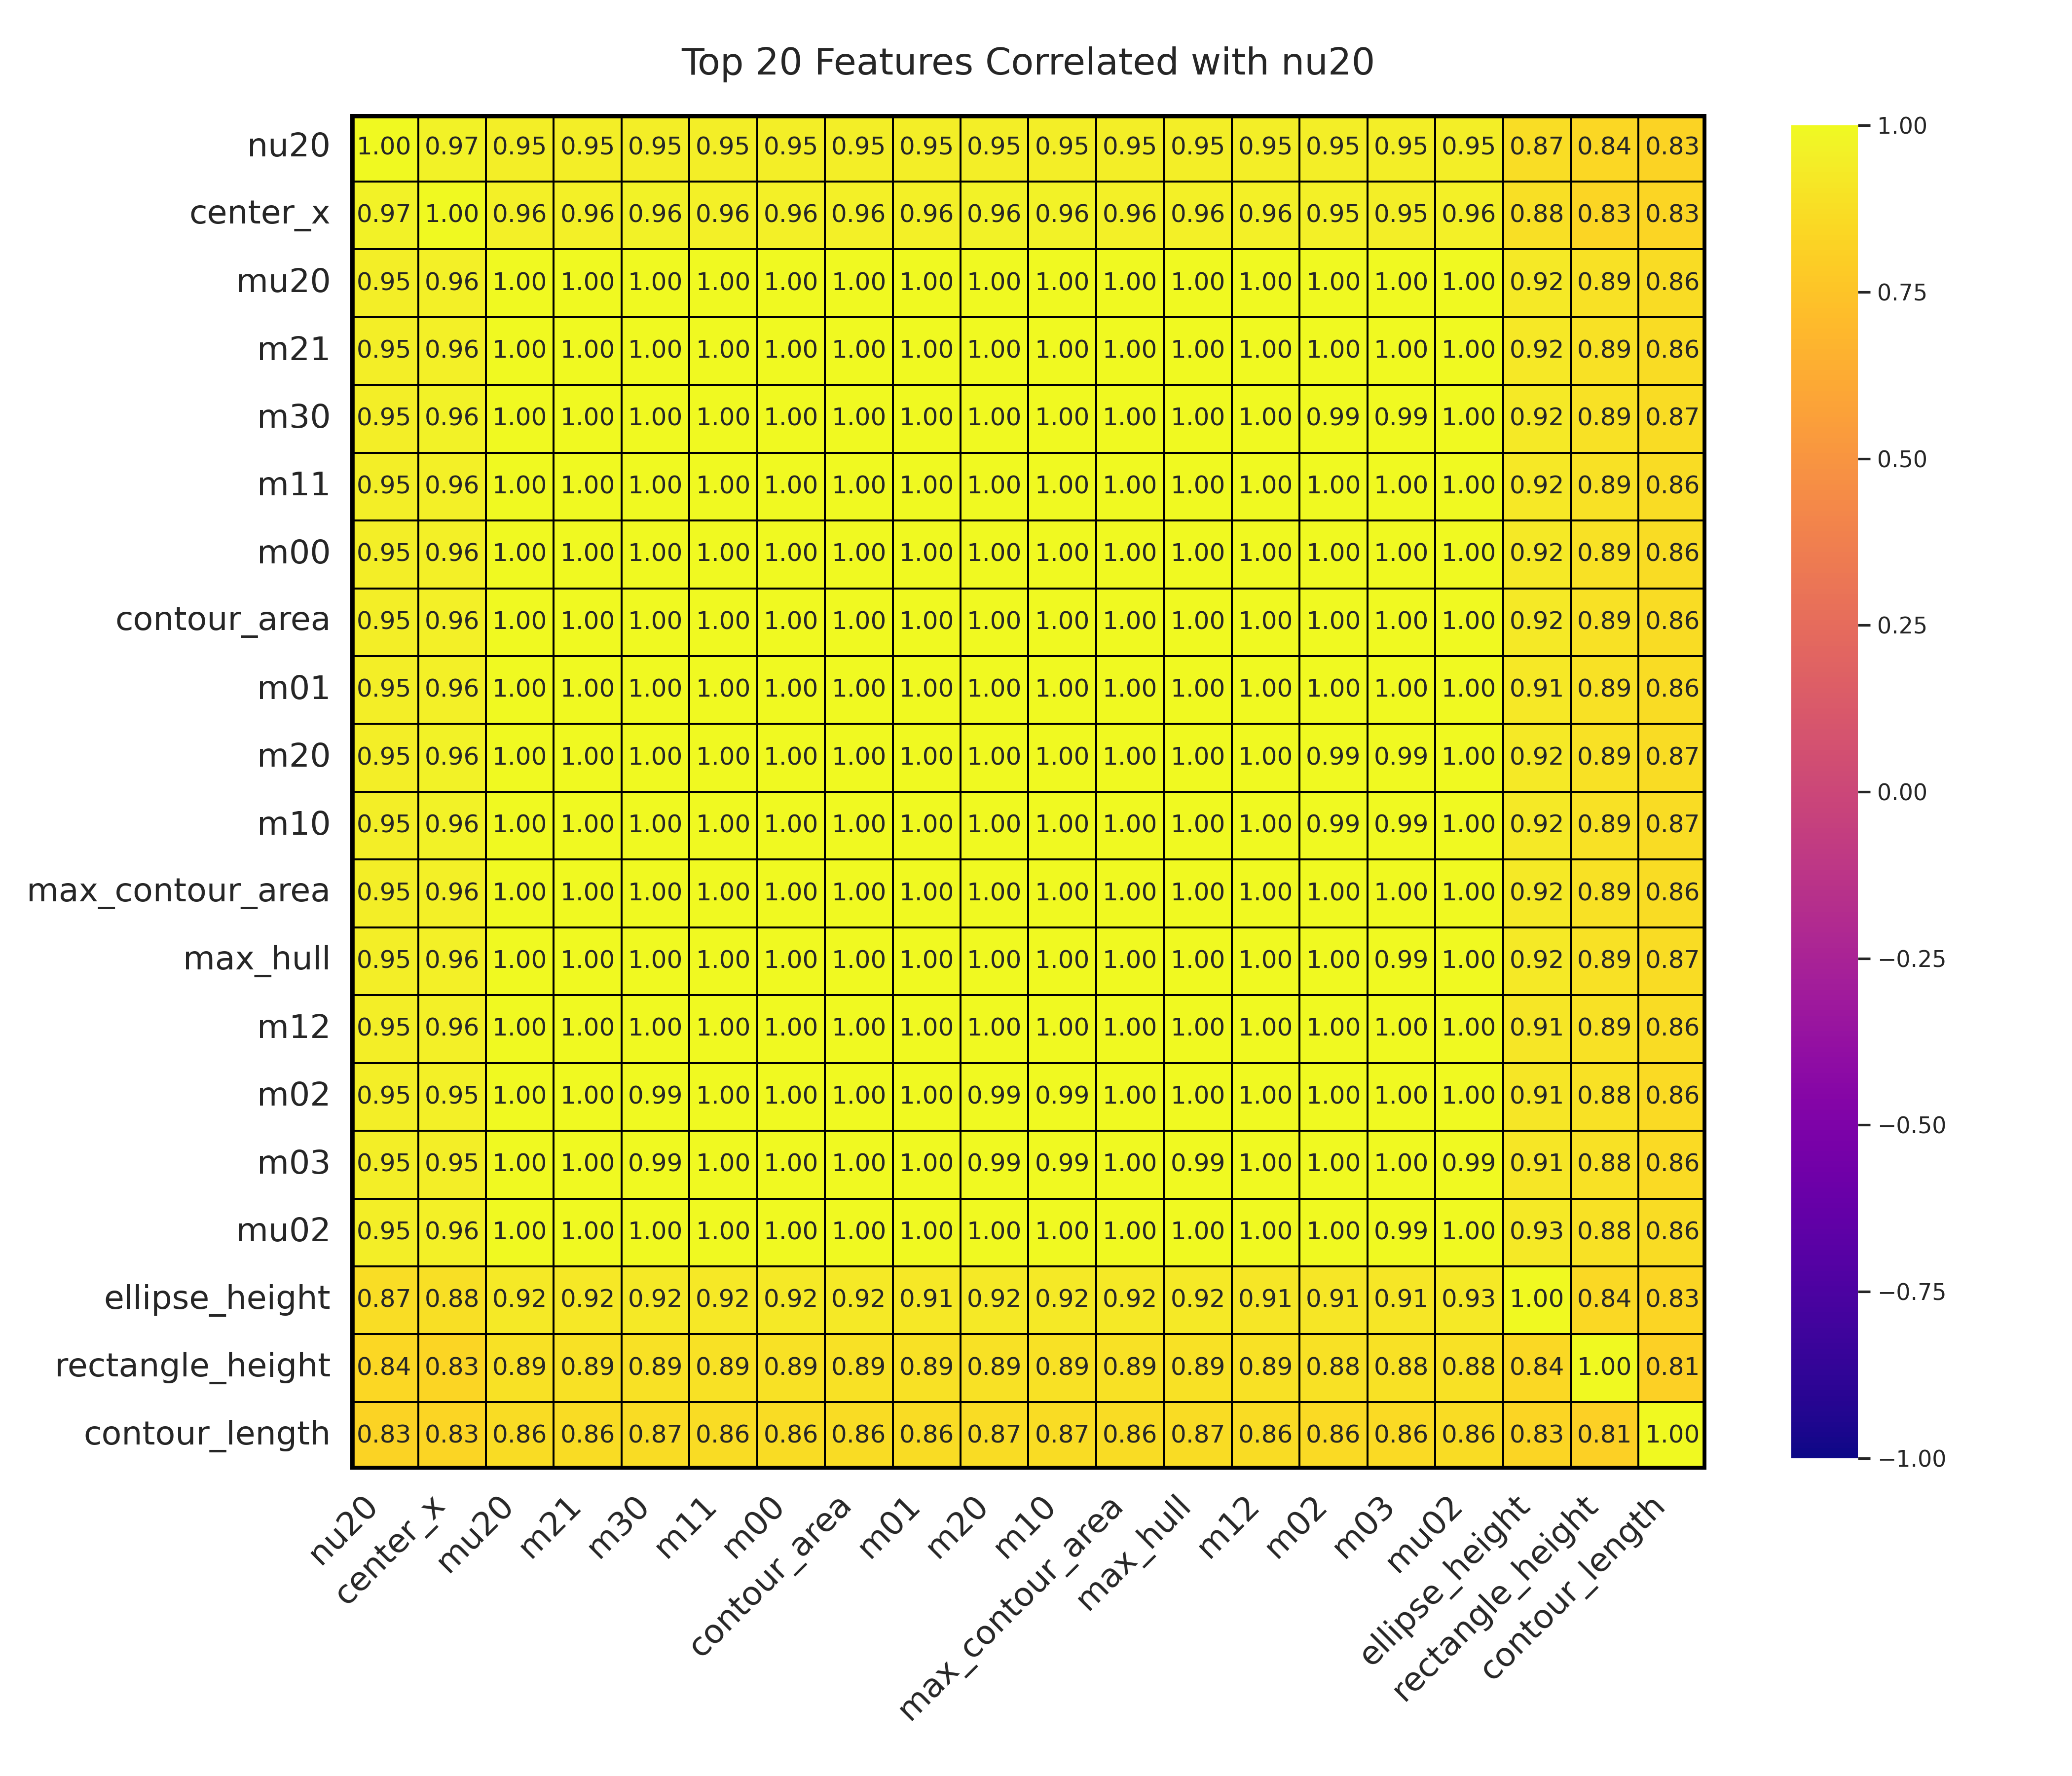 Top 20 Features Correlated with nu20
nu20 1.00 0.97 0.95 0.95 0.95 0.95 0.95 0.95 0.95 0.95 0.95 0.95 0.95 0.95 0.95 0.95 0.95 0.87 0.84 0.83
center_x 0.97 1.00 0.96 0.96 0.96 0.96 0.96 0.96 0.96 0.96 0.96 0.96 0.96 0.96 0.95 0.95 0.96 0.88 0.83 0.83
mu20 0.95 0.96 1.00 1.00 1.00 1.00 1.00 1.00 1.00 1.00 1.00 1.00 1.00 1.00 1.00 1.00 1.00 0.92 0.89 0.86
m21 0.95 0.96 1.00 1.00 1.00 1.00 1.00 1.00 1.00 1.00 1.00 1.00 1.00 1.00 1.00 1.00 1.00 0.92 0.89 0.86
m30 0.95 0.96 1.00 1.00 1.00 1.00 1.00 1.00 1.00 1.00 1.00 1.00 1.00 1.00 0.99 0.99 1.00 0.92 0.89 0.87
m11 0.95 0.96 1.00 1.00 1.00 1.00 1.00 1.00 1.00 1.00 1.00 1.00 1.00 1.00 1.00 1.00 1.00 0.92 0.89 0.86
m00 0.95 0.96 1.00 1.00 1.00 1.00 1.00 1.00 1.00 1.00 1.00 1.00 1.00 1.00 1.00 1.00 1.00 0.92 0.89 0.86
contour_area 0.95 0.96 1.00 1.00 1.00 1.00 1.00 1.00 1.00 1.00 1.00 1.00 1.00 1.00 1.00 1.00 1.00 0.92 0.89 0.86
m01 0.95 0.96 1.00 1.00 1.00 1.00 1.00 1.00 1.00 1.00 1.00 1.00 1.00 1.00 1.00 1.00 1.00 0.91 0.89 0.86
m20 0.95 0.96 1.00 1.00 1.00 1.00 1.00 1.00 1.00 1.00 1.00 1.00 1.00 1.00 0.99 0.99 1.00 0.92 0.89 0.87
m10 0.95 0.96 1.00 1.00 1.00 1.00 1.00 1.00 1.00 1.00 1.00 1.00 1.00 1.00 0.99 0.99 1.00 0.92 0.89 0.87
max_contour_area 0.95 0.96 1.00 1.00 1.00 1.00 1.00 1.00 1.00 1.00 1.00 1.00 1.00 1.00 1.00 1.00 1.00 0.92 0.89 0.86
max_hull 0.95 0.96 1.00 1.00 1.00 1.00 1.00 1.00 1.00 1.00 1.00 1.00 1.00 1.00 1.00 0.99 1.00 0.92 0.89 0.87
m12 0.95 0.96 1.00 1.00 1.00 1.00 1.00 1.00 1.00 1.00 1.00 1.00 1.00 1.00 1.00 1.00 1.00 0.91 0.89 0.86
m02 0.95 0.95 1.00 1.00 0.99 1.00 1.00 1.00 1.00 0.99 0.99 1.00 1.00 1.00 1.00 1.00 1.00 0.91 0.88 0.86
m03 0.95 0.95 1.00 1.00 0.99 1.00 1.00 1.00 1.00 0.99 0.99 1.00 0.99 1.00 1.00 1.00 0.99 0.91 0.88 0.86
mu02 0.95 0.96 1.00 1.00 1.00 1.00 1.00 1.00 1.00 1.00 1.00 1.00 1.00 1.00 1.00 0.99 1.00 0.93 0.88 0.86
ellipse_height 0.87 0.88 0.92 0.92 0.92 0.92 0.92 0.92 0.91 0.92 0.92 0.92 0.92 0.91 0.91 0.91 0.93 1.00 0.84 0.83
rectangle_height 0.84 0.83 0.89 0.89 0.89 0.89 0.89 0.89 0.89 0.89 0.89 0.89 0.89 0.89 0.88 0.88 0.88 0.84 1.00 0.81
contour_length 0.83 0.83 0.86 0.86 0.87 0.86 0.86 0.86 0.86 0.87 0.87 0.86 0.87 0.86 0.86 0.86 0.86 0.83 0.81 1.00
nu20 center_x mu20 m21 m30 m11 m00 contour_area m01 m20 m10 max_contour_area max_hull m12 m02 m03 mu02 ellipse_height rectangle_height contour_length
1.00
0.75
0.50
0.25
0.00
−0.25
−0.50
−0.75
−1.00